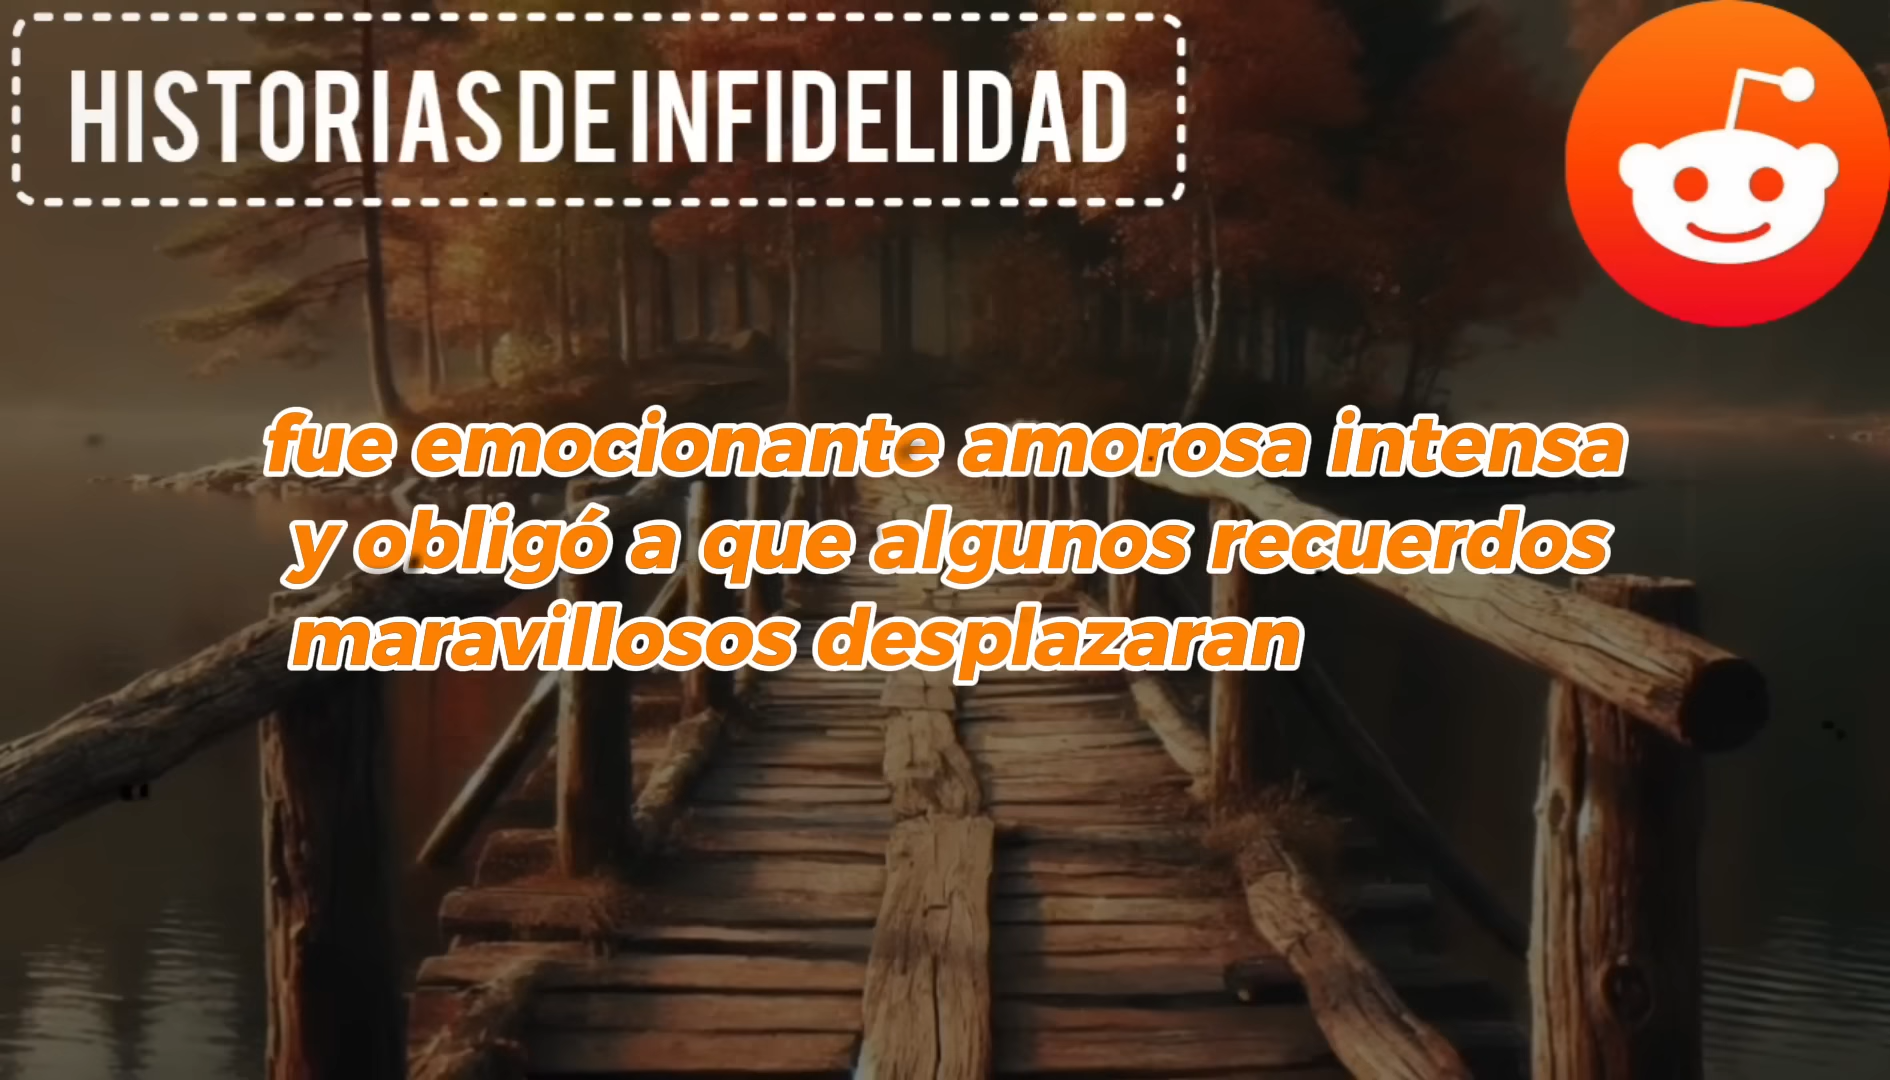 HISTORIAS DE INFIDELIDAD
fue emocionante amorosa intensa
y obligó a que algunos recuerdos
maravillosos desplazaran